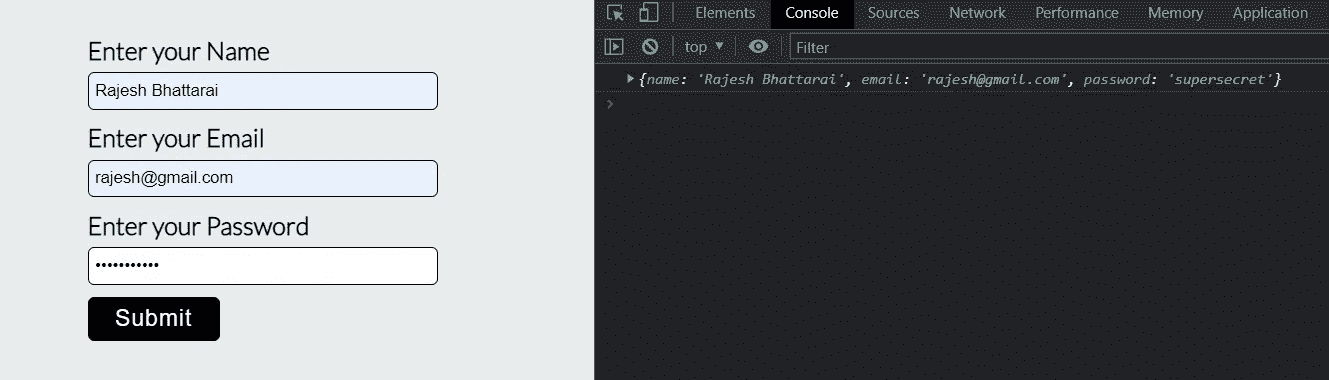 Enter your Name
Rajesh Bhattarai
Enter your Email
rajesh@gmail.com
Enter your Password
•••••••••••
Submit
Elements Console Sources Network Performance Memory Application
top ▼ Filter
▶ {name: 'Rajesh Bhattarai', email: 'rajesh@gmail.com', password: 'supersecret'}
>